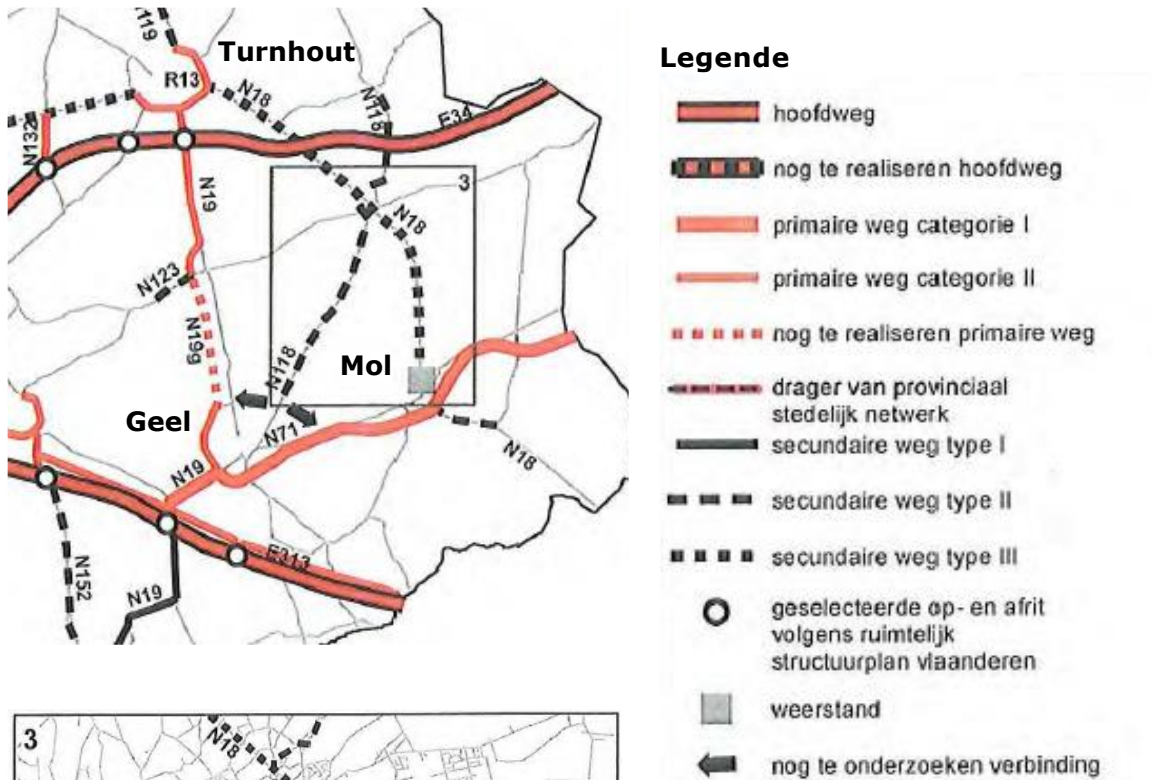 N119
Turnhout
R13
N18
N118
E34
N132
3
N19
N18
N123
N19g
Mol
N118
Geel
N71
N19
N18
E313
N152
N19
3
N18
Legende
hoofdweg
nog te realiseren hoofdweg
primaire weg categorie I
primaire weg categorie II
nog te realiseren primaire weg
drager van provinciaal
stedelijk netwerk
secundaire weg type I
secundaire weg type II
secundaire weg type III
geselecteerde op- en afrit
volgens ruimtelijk
structuurplan vlaanderen
weerstand
nog te onderzoeken verbinding